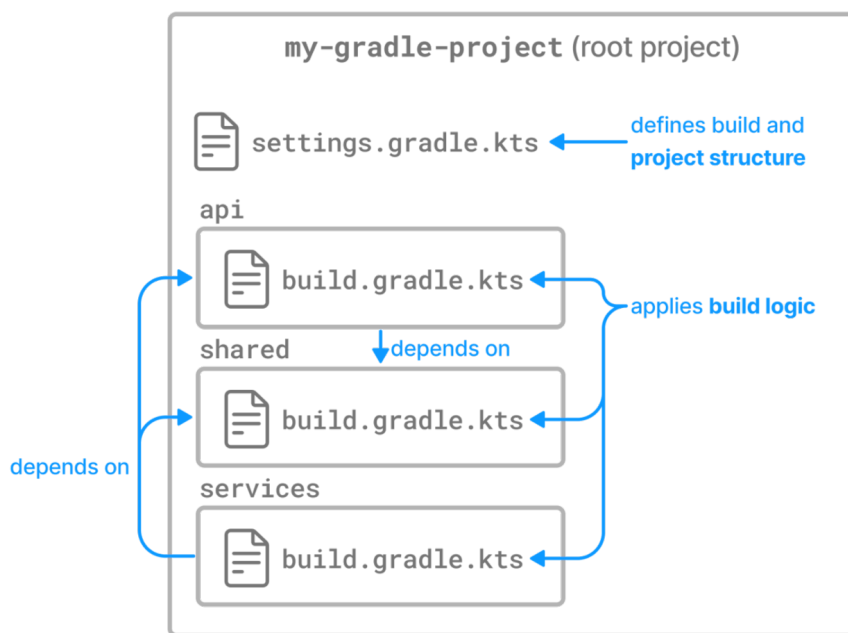 my-gradle-project (root project)
settings.gradle.kts
defines build and
project structure
api
build.gradle.kts
applies build logic
depends on
shared
build.gradle.kts
depends on
services
build.gradle.kts